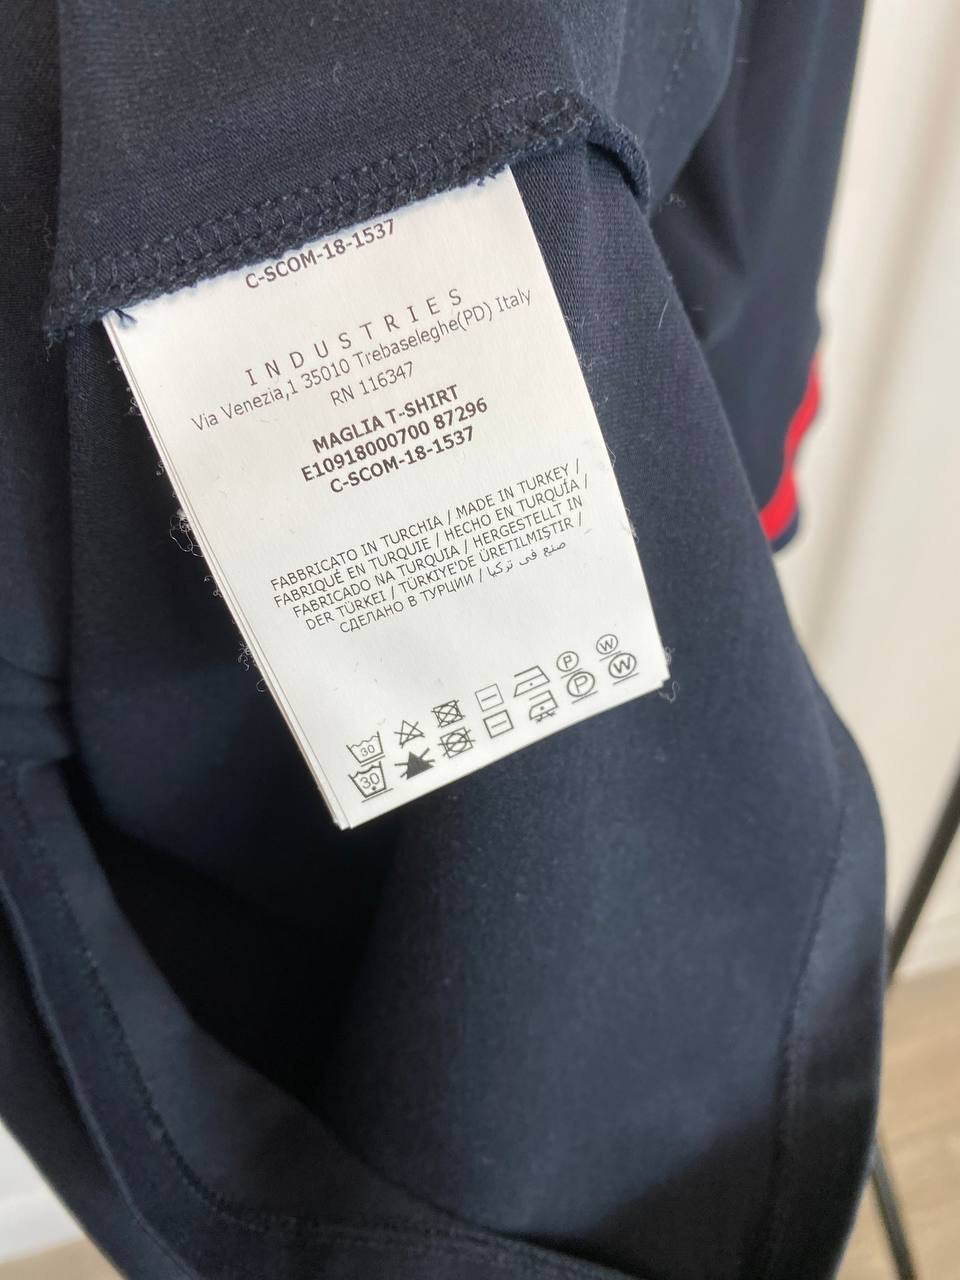 C-SCOM-18-1537
INDUSTRIES
Via Venezia,1 35010 Trebaseleghe(PD) Italy
RN 116347
MAGLIA T-SHIRT
E10918000700 87296
C-SCOM-18-1537
FABBRICATO IN TURCHIA / MADE IN TURKEY /
FABRIQUÉ EN TURQUIE / HECHO EN TURQUÍA /
FABRICADO NA TURQUIA / HERGESTELLT IN
DER TÜRKEI / TÜRKIYE'DE ÜRETILMIŞTIR /
СДЕЛАНО В ТУРЦИИ / صنع في تركيا
30 P W
30 P W